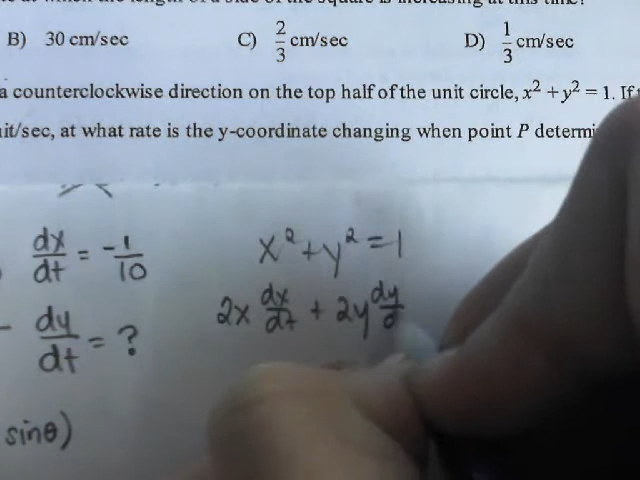 B) 30 cm/sec C) 2/3 cm/sec D) 1/3 cm/sec
a counterclockwise direction on the top half of the unit circle, x² + y² = 1. If
it/sec, at what rate is the y-coordinate changing when point P determi
dx/dt = -1/10
x² + y² = 1
2x dx/dt + 2y dy/d
dy/dt = ?
sinθ)